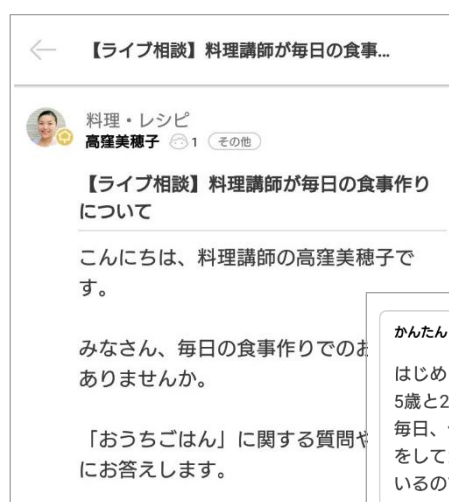 【ライブ相談】料理講師が毎日の食事...
料理・レシピ
高窪美穂子 1 その他
【ライブ相談】料理講師が毎日の食事作り
について
こんにちは、料理講師の高窪美穂子で
す。
みなさん、毎日の食事作りでのお
ありませんか。
「おうちごはん」に関する質問や
にお答えします。
かんたん
はじめ
5歳と2
毎日、
をして
いるの